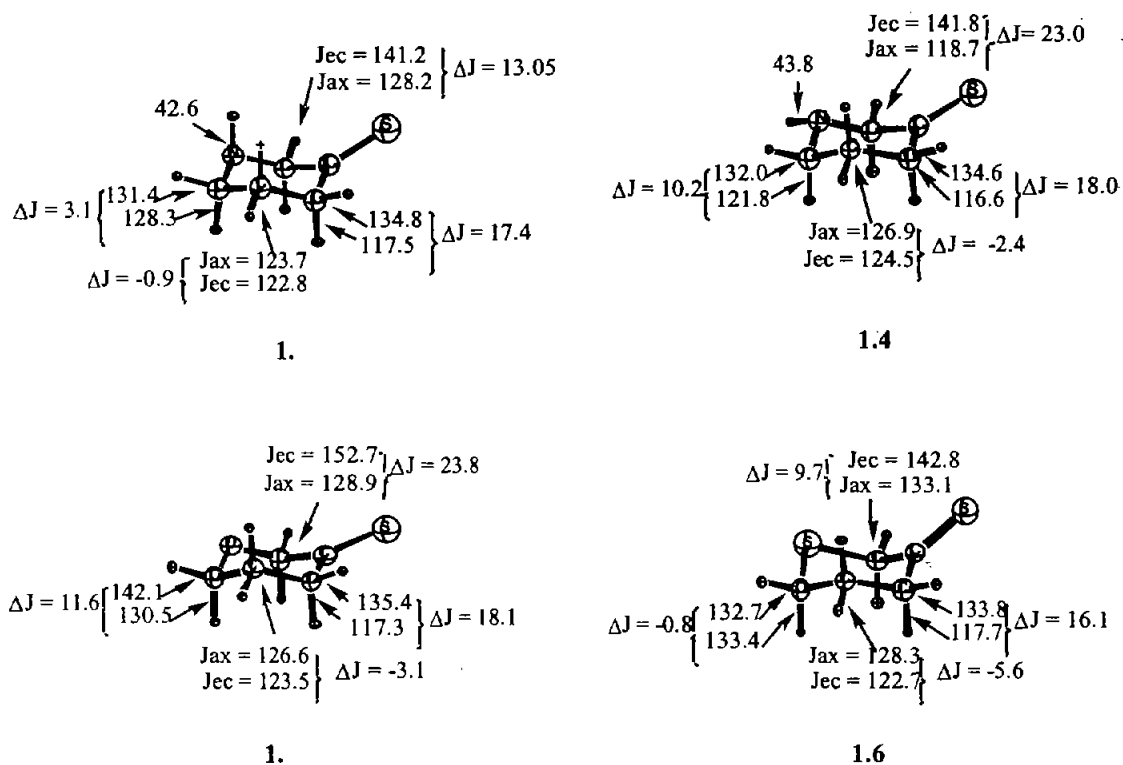 Jec = 141.2
Jax = 128.2
ΔJ = 13.05
42.6
S
N
ΔJ = 3.1
131.4
128.3
134.8
117.5
ΔJ = 17.4
ΔJ = -0.9
Jax = 123.7
Jec = 122.8
1.
Jec = 141.8
Jax = 118.7
ΔJ= 23.0
43.8
S
N
ΔJ = 10.2
132.0
121.8
134.6
116.6
ΔJ = 18.0
Jax =126.9
Jec = 124.5
ΔJ = -2.4
1.4
Jec = 152.7
Jax = 128.9
ΔJ = 23.8
S
ΔJ = 11.6
142.1
130.5
135.4
117.3
ΔJ = 18.1
Jax = 126.6
Jec = 123.5
ΔJ = -3.1
1.
ΔJ = 9.7
Jec = 142.8
Jax = 133.1
S
S
ΔJ = -0.8
132.7
133.4
133.8
117.7
ΔJ = 16.1
Jax = 128.3
Jec = 122.7
ΔJ = -5.6
1.6